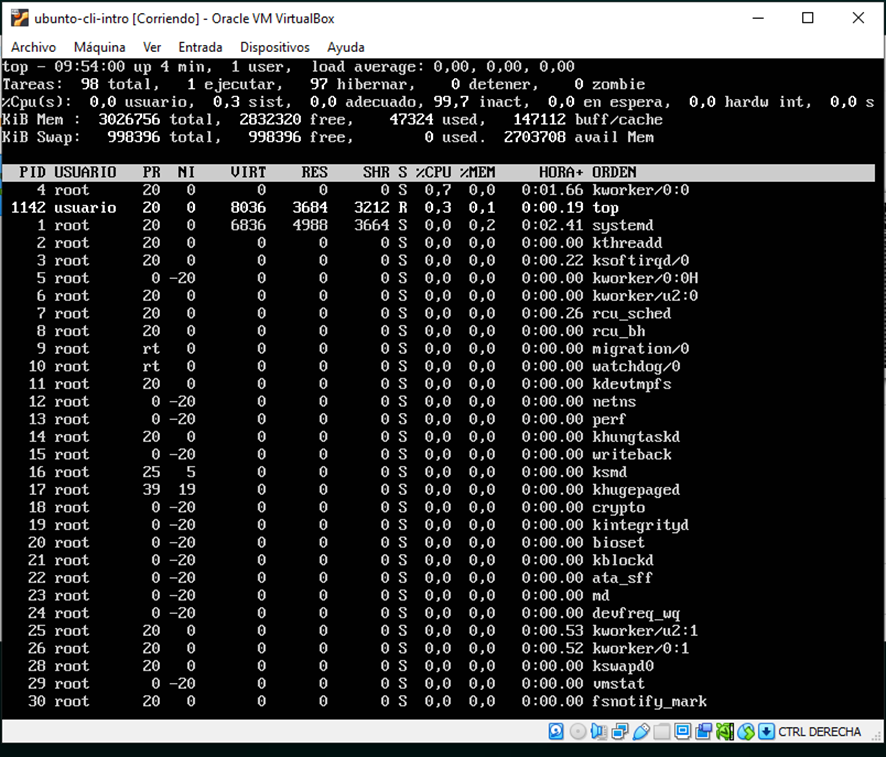 ubunto-cli-intro [Corriendo] - Oracle VM VirtualBox
Archivo Máquina Ver Entrada Dispositivos Ayuda
top - 09:54:00 up 4 min, 1 user, load average: 0,00, 0,00, 0,00
Tareas: 98 total, 1 ejecutar, 97 hibernar, 0 detener, 0 zombie
%Cpu(s): 0,0 usuario, 0,3 sist, 0,0 adecuado, 99,7 inact, 0,0 en espera, 0,0 hardw int, 0,0 s
KiB Mem : 3026756 total, 2832320 free, 47324 used, 147112 buff/cache
KiB Swap: 998396 total, 998396 free, 0 used. 2703708 avail Mem
PID USUARIO PR NI VIRT RES SHR S %CPU %MEM HORA+ ORDEN
4 root 20 0 0 0 0 S 0,7 0,0 0:01.66 kworker/0:0
1142 usuario 20 0 8036 3684 3212 R 0,3 0,1 0:00.19 top
1 root 20 0 6836 4988 3664 S 0,0 0,2 0:02.41 systemd
2 root 20 0 0 0 0 S 0,0 0,0 0:00.00 kthreadd
3 root 20 0 0 0 0 S 0,0 0,0 0:00.22 ksoftirqd/0
5 root 0 -20 0 0 0 S 0,0 0,0 0:00.00 kworker/0:0H
6 root 20 0 0 0 0 S 0,0 0,0 0:00.00 kworker/u2:0
7 root 20 0 0 0 0 S 0,0 0,0 0:00.26 rcu_sched
8 root 20 0 0 0 0 S 0,0 0,0 0:00.00 rcu_bh
9 root rt 0 0 0 0 S 0,0 0,0 0:00.00 migration/0
10 root rt 0 0 0 0 S 0,0 0,0 0:00.00 watchdog/0
11 root 20 0 0 0 0 S 0,0 0,0 0:00.00 kdevtmpfs
12 root 0 -20 0 0 0 S 0,0 0,0 0:00.00 netns
13 root 0 -20 0 0 0 S 0,0 0,0 0:00.00 perf
14 root 20 0 0 0 0 S 0,0 0,0 0:00.00 khungtaskd
15 root 0 -20 0 0 0 S 0,0 0,0 0:00.00 writeback
16 root 25 5 0 0 0 S 0,0 0,0 0:00.00 ksmd
17 root 39 19 0 0 0 S 0,0 0,0 0:00.00 khugepaged
18 root 0 -20 0 0 0 S 0,0 0,0 0:00.00 crypto
19 root 0 -20 0 0 0 S 0,0 0,0 0:00.00 kintegrityd
20 root 0 -20 0 0 0 S 0,0 0,0 0:00.00 bioset
21 root 0 -20 0 0 0 S 0,0 0,0 0:00.00 kblockd
22 root 0 -20 0 0 0 S 0,0 0,0 0:00.00 ata_sff
23 root 0 -20 0 0 0 S 0,0 0,0 0:00.00 md
24 root 0 -20 0 0 0 S 0,0 0,0 0:00.00 devfreq_wq
25 root 20 0 0 0 0 S 0,0 0,0 0:00.53 kworker/u2:1
26 root 20 0 0 0 0 S 0,0 0,0 0:00.52 kworker/0:1
28 root 20 0 0 0 0 S 0,0 0,0 0:00.00 kswapd0
29 root 0 -20 0 0 0 S 0,0 0,0 0:00.00 vmstat
30 root 20 0 0 0 0 S 0,0 0,0 0:00.00 fsnotify_mark
CTRL DERECHA